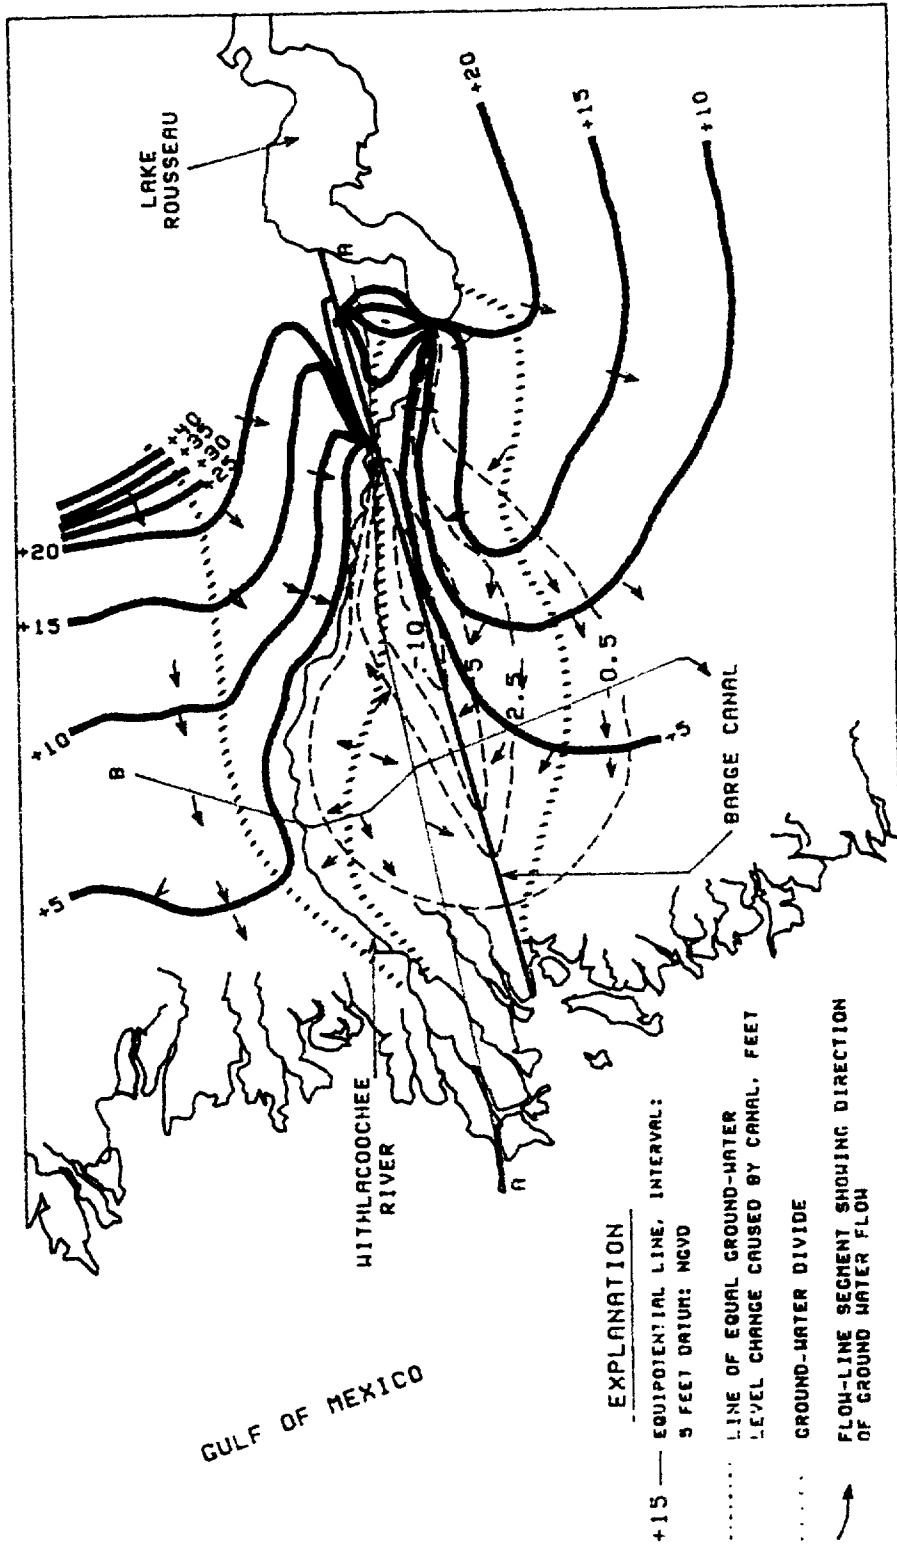 LAKE
ROUSSEAU
+20
+15
+10
+40
+35
+30
+20
+15
+10
+5
A
B
-10
2.5
-0.5
+5
BARGE CANAL
WITHLACOOCHEE
RIVER
A
GULF OF MEXICO
EXPLANATION
+15 — EQUIPOTENTIAL LINE, INTERVAL:
5 FEET DATUM: NGVD
LINE OF EQUAL GROUND-WATER
LEVEL CHANGE CAUSED BY CANAL, FEET
GROUND-WATER DIVIDE
FLOW-LINE SEGMENT SHOWING DIRECTION
OF GROUND WATER FLOW